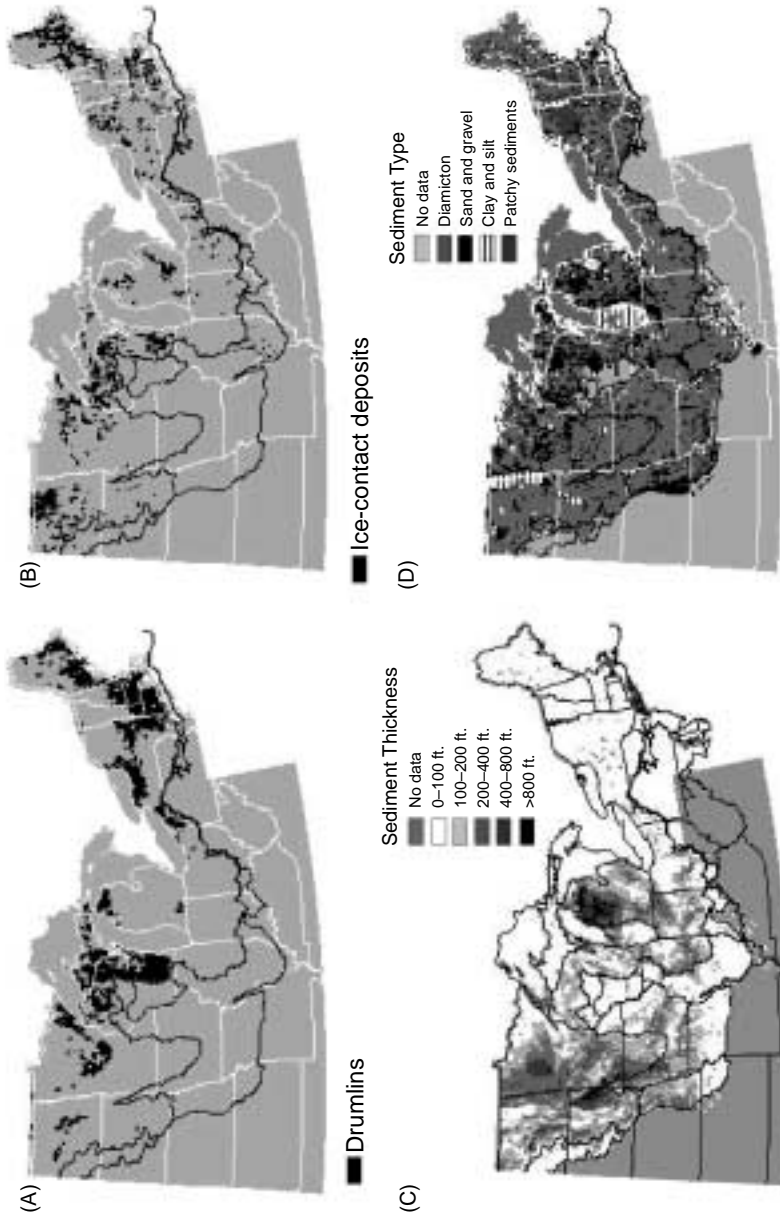 (A)
Drumlins
(B)
Ice-contact deposits
(C)
Sediment Thickness
No data
0–100 ft.
100–200 ft.
200–400 ft.
400–800 ft.
>800 ft.
(D)
Sediment Type
No data
Diamicton
Sand and gravel
Clay and silt
Patchy sediments